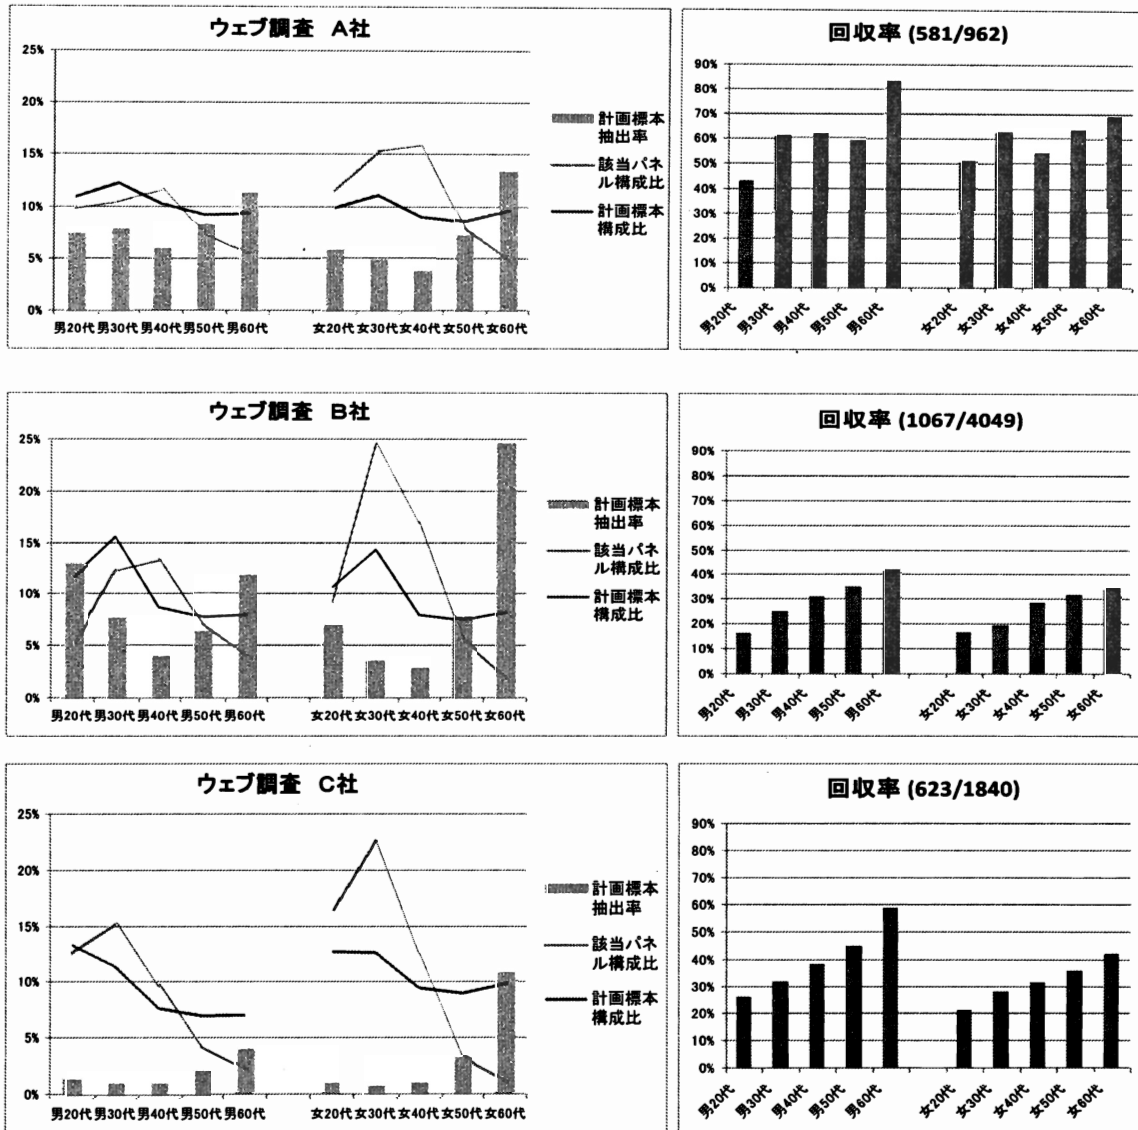 ウェブ調査 A社
25%
20%
15%
10%
5%
0%
男20代 男30代 男40代 男50代 男60代
女20代 女30代 女40代 女50代 女60代
計画標本
抽出率
該当パネ
ル構成比
計画標本
構成比
回収率 (581/962)
90%
80%
70%
60%
50%
40%
30%
20%
10%
0%
男20代
男30代
男40代
男50代
男60代
女20代
女30代
女40代
女50代
女60代
ウェブ調査 B社
25%
20%
15%
10%
5%
0%
男20代 男30代 男40代 男50代 男60代
女20代 女30代 女40代 女50代 女60代
計画標本
抽出率
該当パネ
ル構成比
計画標本
構成比
回収率 (1067/4049)
90%
80%
70%
60%
50%
40%
30%
20%
10%
0%
男20代
男30代
男40代
男50代
男60代
女20代
女30代
女40代
女50代
女60代
ウェブ調査 C社
25%
20%
15%
10%
5%
0%
男20代 男30代 男40代 男50代 男60代
女20代 女30代 女40代 女50代 女60代
計画標本
抽出率
該当パネ
ル構成比
計画標本
構成比
回収率 (623/1840)
90%
80%
70%
60%
50%
40%
30%
20%
10%
0%
男20代
男30代
男40代
男50代
男60代
女20代
女30代
女40代
女50代
女60代